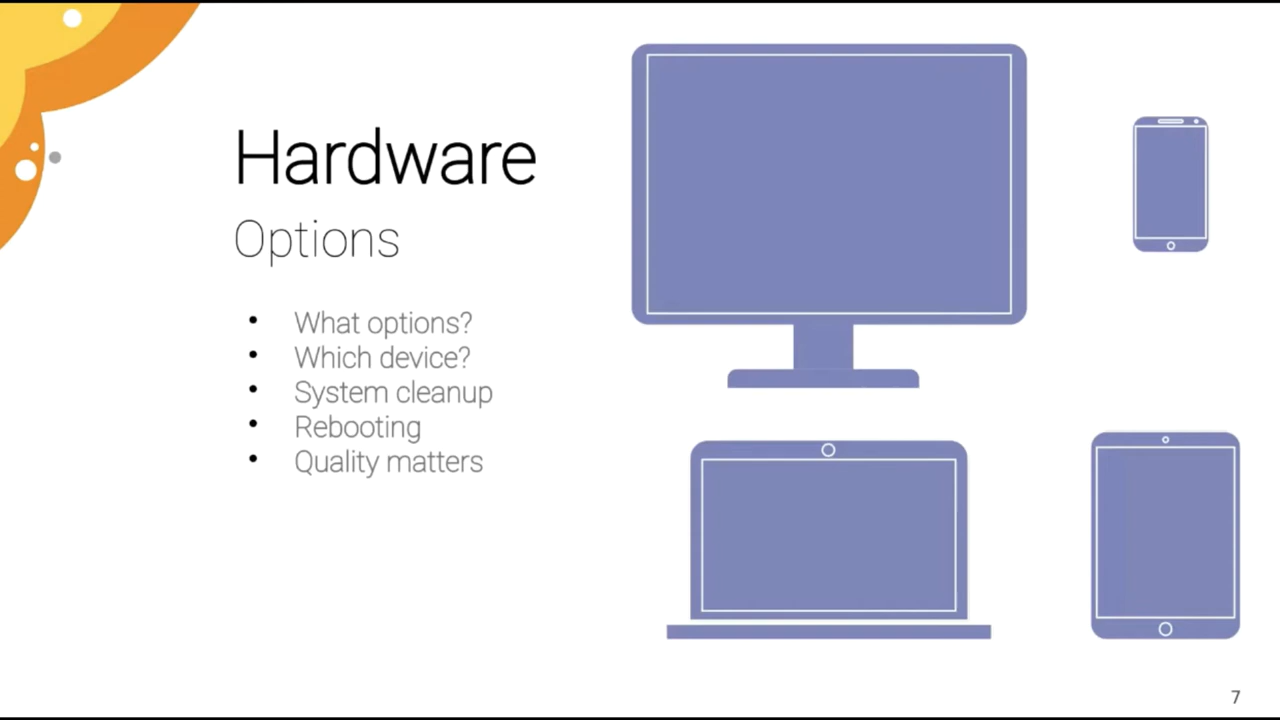 Hardware
Options
• What options?
• Which device?
• System cleanup
• Rebooting
• Quality matters
7